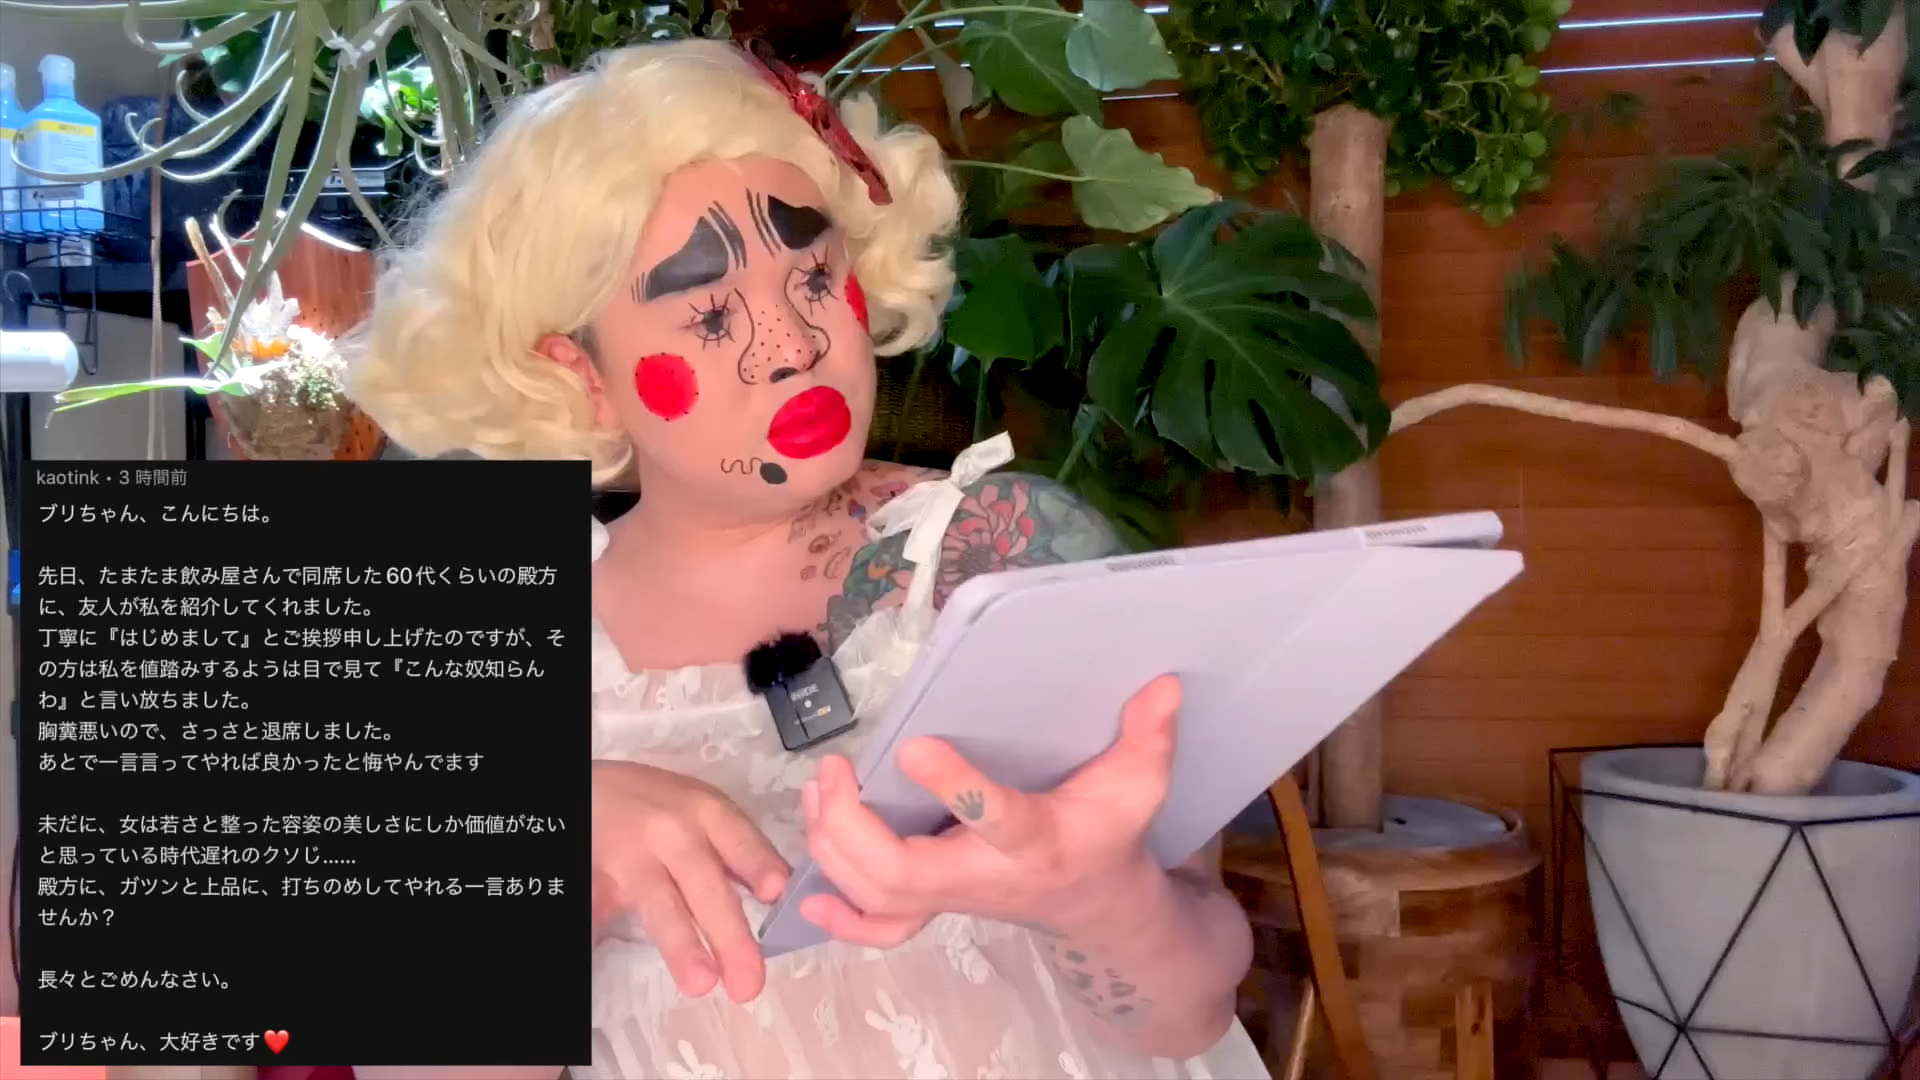 kaotink • 3 時間前
ブリちゃん、こんにちは。
先日、たまたま飲み屋さんで同席した60代くらいの殿方
に、友人が私を紹介してくれました。
丁寧に『はじめまして』とご挨拶申し上げたのですが、そ
の方は私を値踏みするようは目で見て『こんな奴知らん
わ』と言い放ちました。
胸糞悪いので、さっさと退席しました。
あとで一言言ってやれば良かったと悔やんでます
未だに、女は若さと整った容姿の美しさにしか価値がない
と思っている時代遅れのクソじ……
殿方に、ガツンと上品に、打ちのめしてやれる一言ありま
せんか？
長々とごめんなさい。
ブリちゃん、大好きです❤️